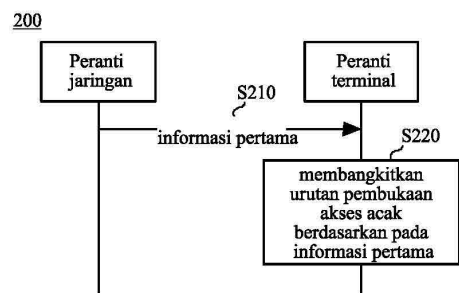 200
Peranti
jaringan
Peranti
terminal
S210
informasi pertama
S220
membangkitkan
urutan pembukaan
akses acak
berdasarkan pada
informasi pertama